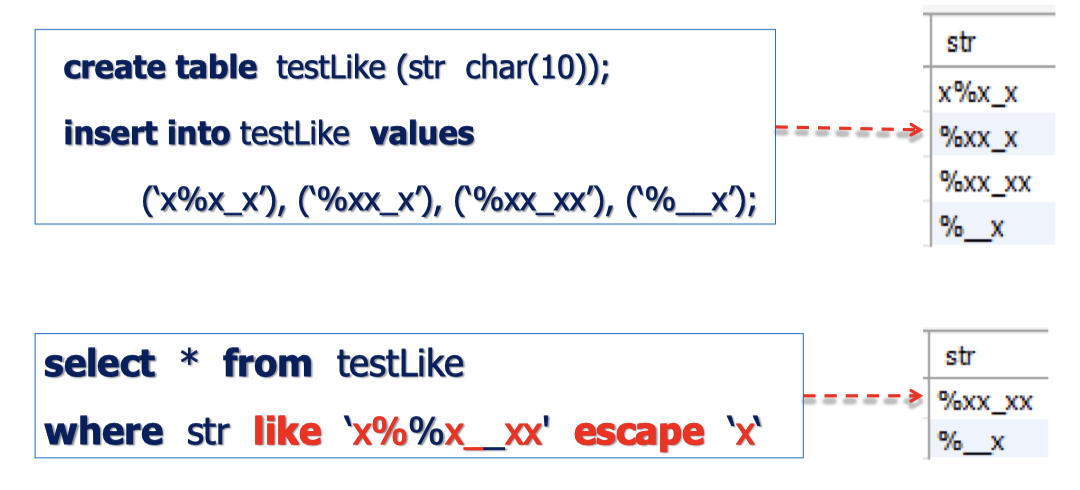 create table testLike (str char(10));
insert into testLike values
(‘x%x_x’), (‘%xx_x’), (‘%xx_xx’), (‘%__x’);
str
x%x_x
%xx_x
%xx_xx
%__x
select * from testLike
where str like ‘x%%x__xx' escape ‘x‘
str
%xx_xx
%__x